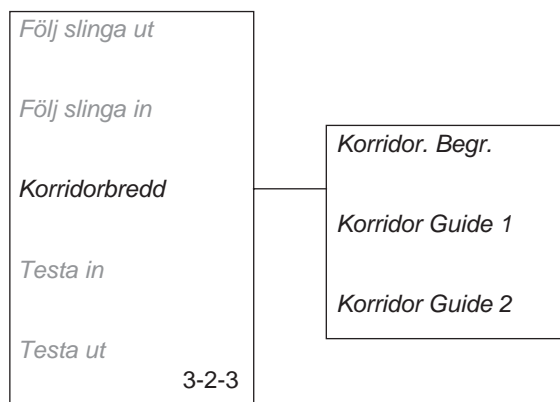 Följ slinga ut
Följ slinga in
Korridorbredd
Testa in
Testa ut
3-2-3
Korridor. Begr.
Korridor Guide 1
Korridor Guide 2